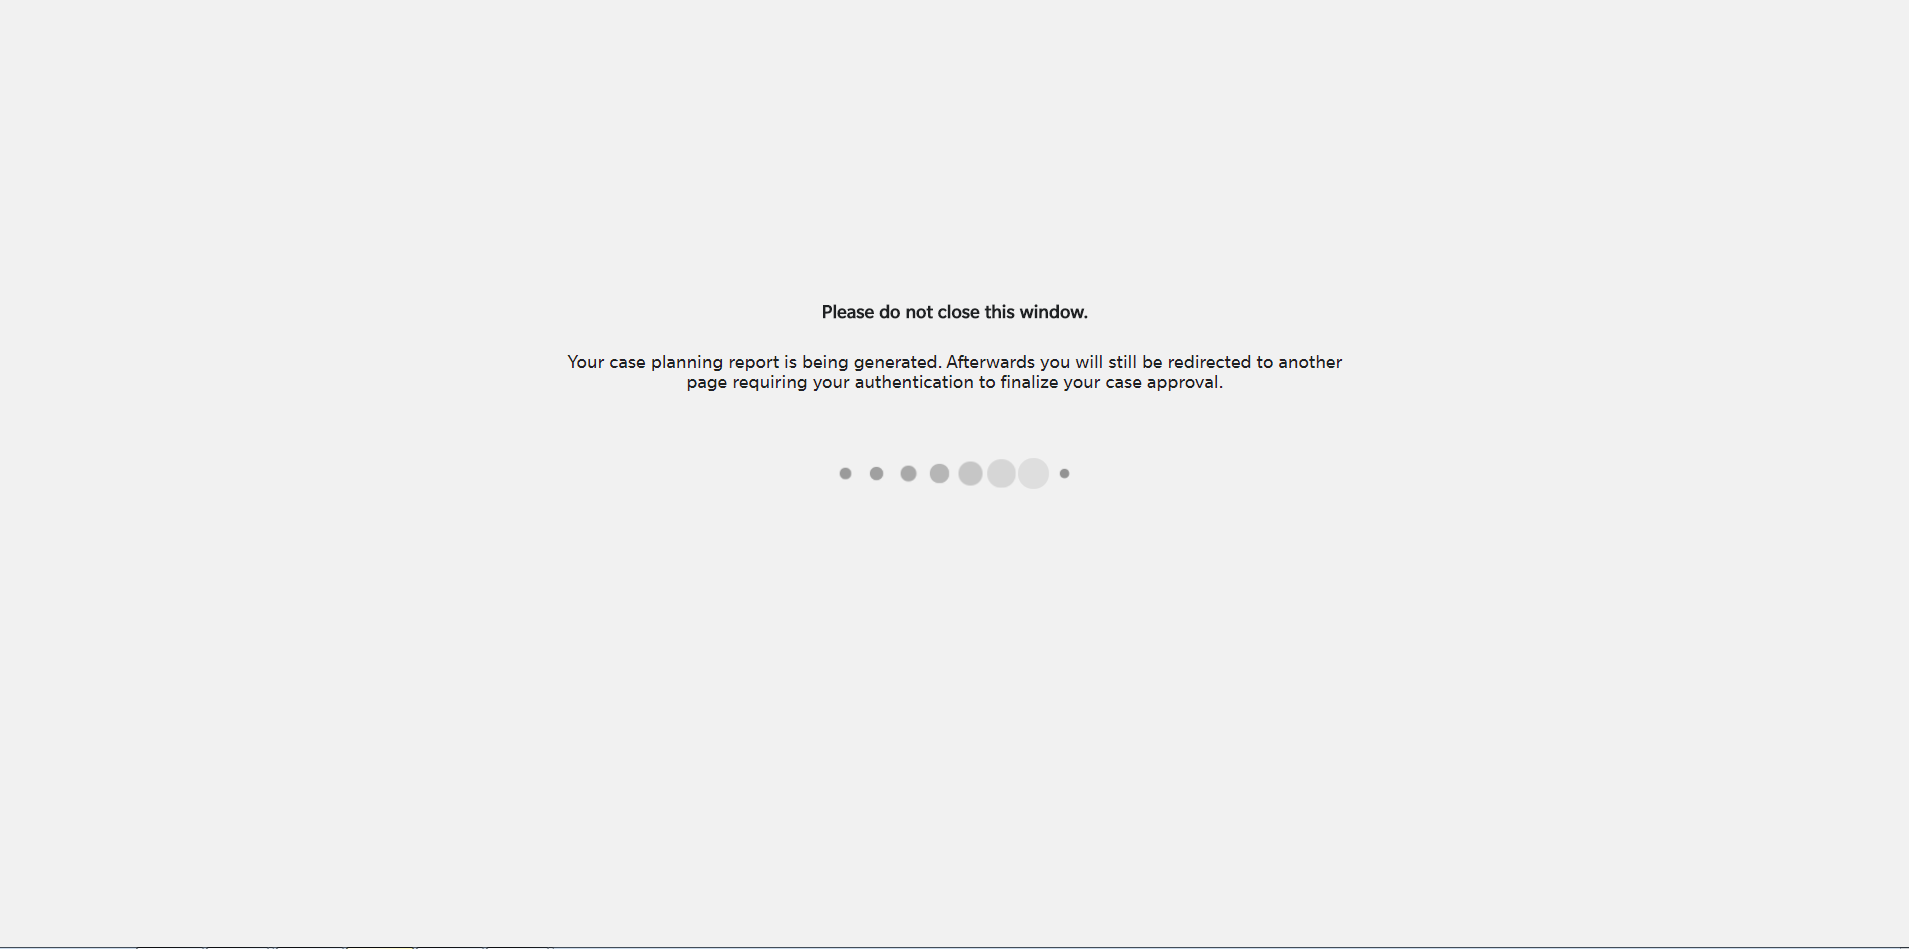 Please do not close this window.
Your case planning report is being generated. Afterwards you will still be redirected to another
page requiring your authentication to finalize your case approval.